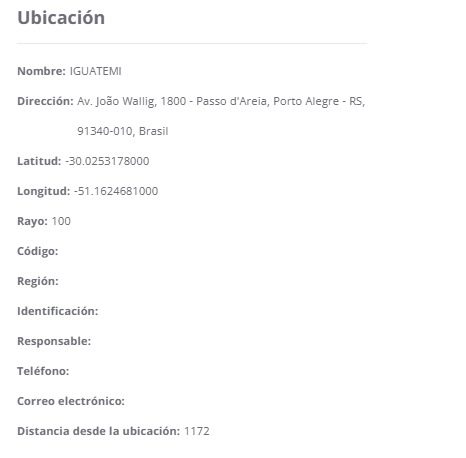 Ubicación
Nombre: IGUATEMI
Dirección: Av. João Wallig, 1800 - Passo d'Areia, Porto Alegre - RS,
91340-010, Brasil
Latitud: -30.0253178000
Longitud: -51.1624681000
Rayo: 100
Código:
Región:
Identificación:
Responsable:
Teléfono:
Correo electrónico:
Distancia desde la ubicación: 1172